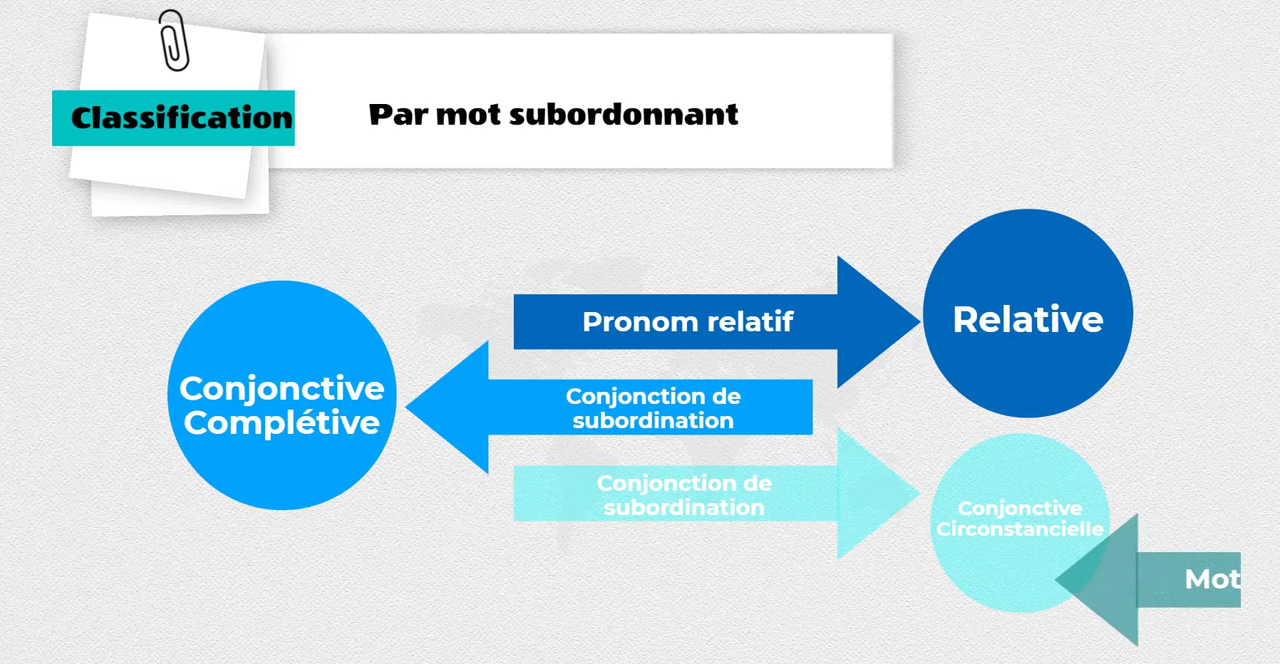 Classification
Par mot subordonnant
Pronom relatif
Relative
Conjonctive
Complétive
Conjonction de
subordination
Conjonction de
subordination
Conjonctive
Circonstancielle
Mot